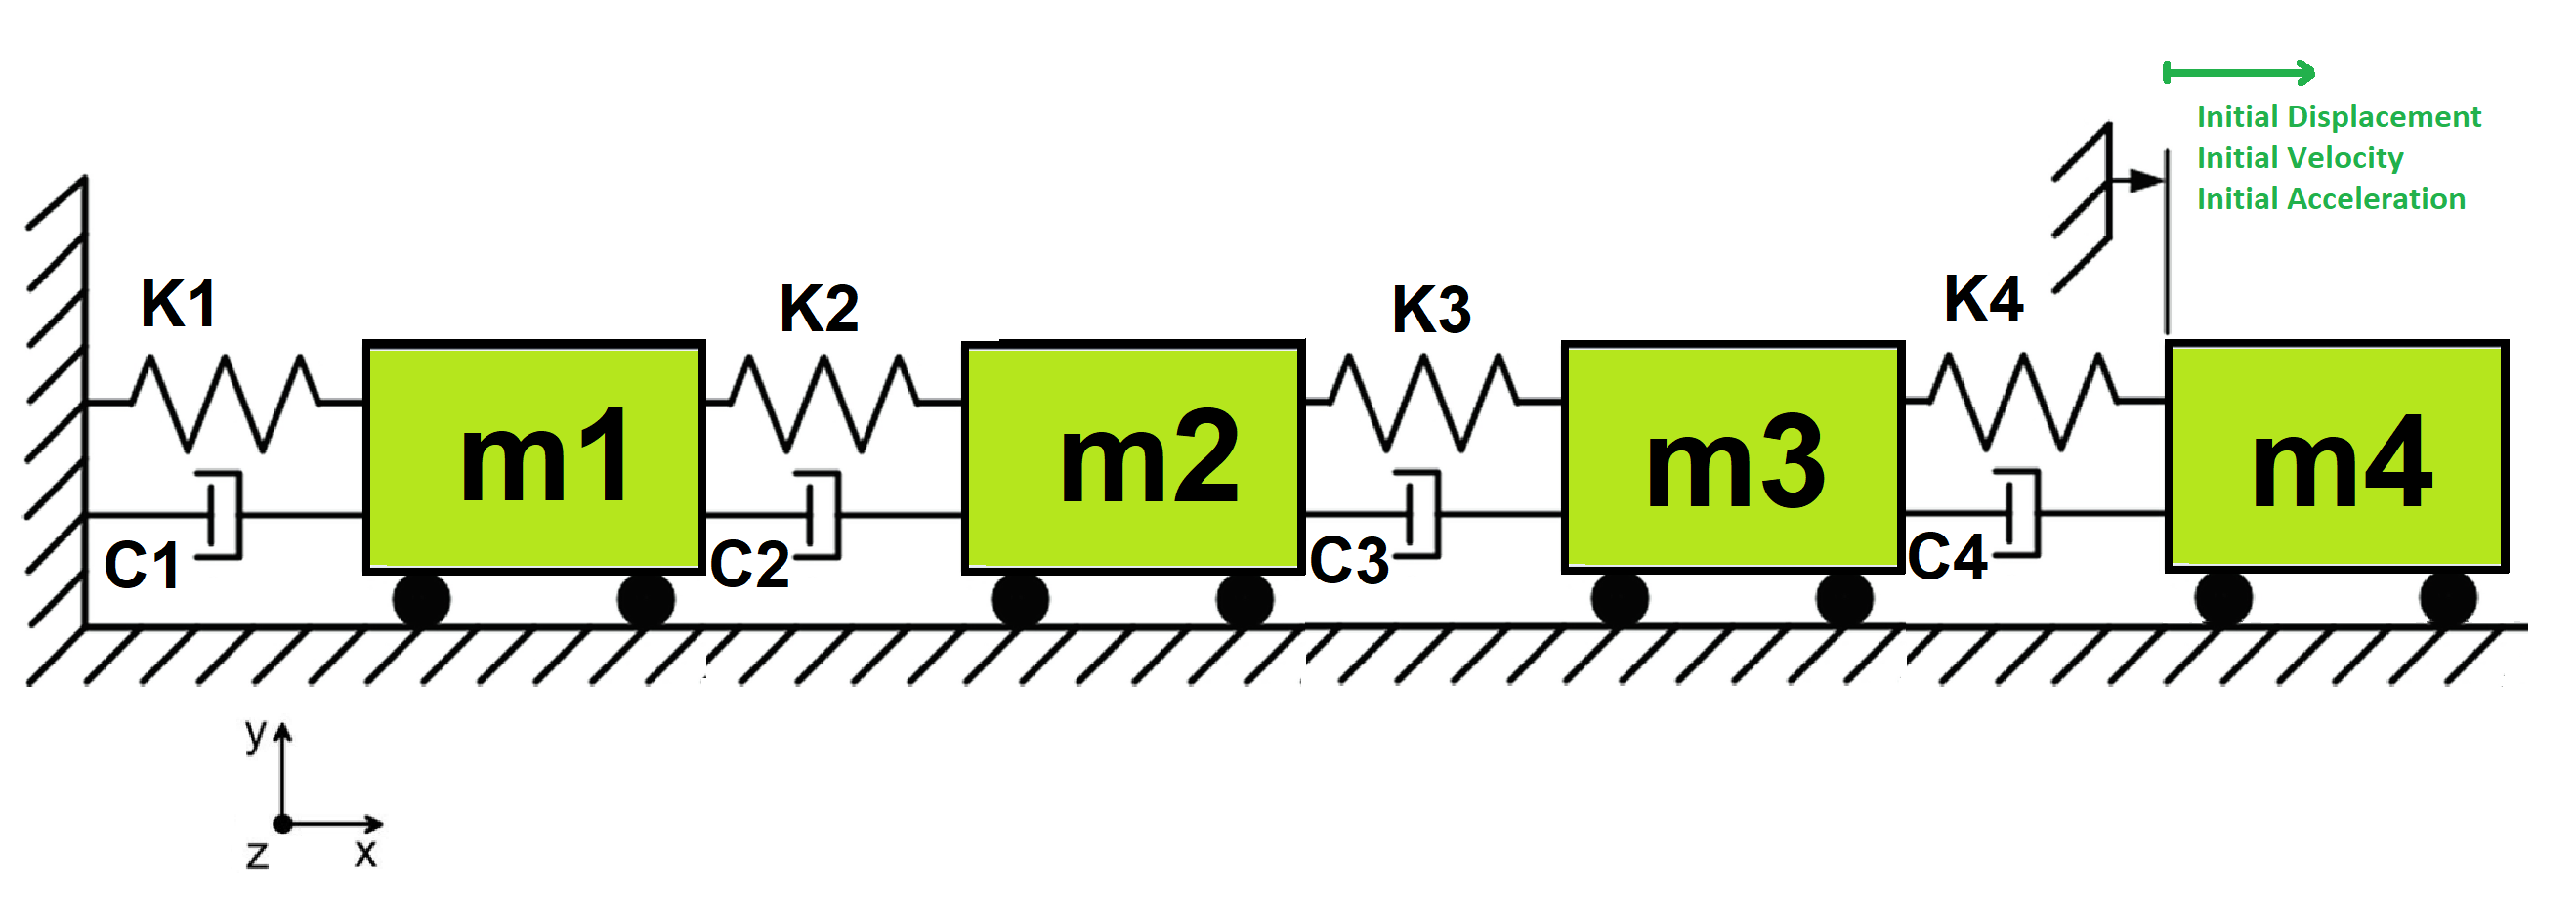 Initial Displacement
Initial Velocity
Initial Acceleration
K1
K2
K3
K4
m1
m2
m3
m4
C1
C2
C3
C4
y
z
x